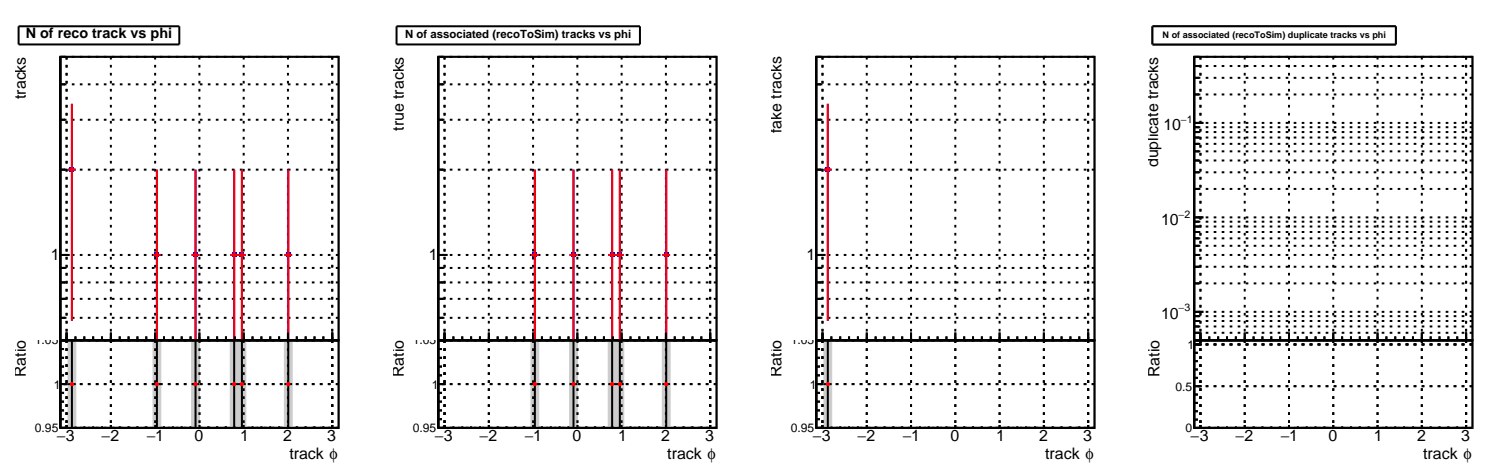 N of reco track vs phi
tracks
1
Ratio
1
0.95
−3 −2 −1 0 1 2 3
track ϕ
N of associated (recoToSim) tracks vs phi
true tracks
1
Ratio
1
0.95
−3 −2 −1 0 1 2 3
track ϕ
fake tracks
1
Ratio
1
0.95
−3 −2 −1 0 1 2 3
track ϕ
N of associated (recoToSim) duplicate tracks vs phi
duplicate tracks
10⁻¹
10⁻²
10⁻³
Ratio
1
0.5
0
−3 −2 −1 0 1 2 3
track ϕ